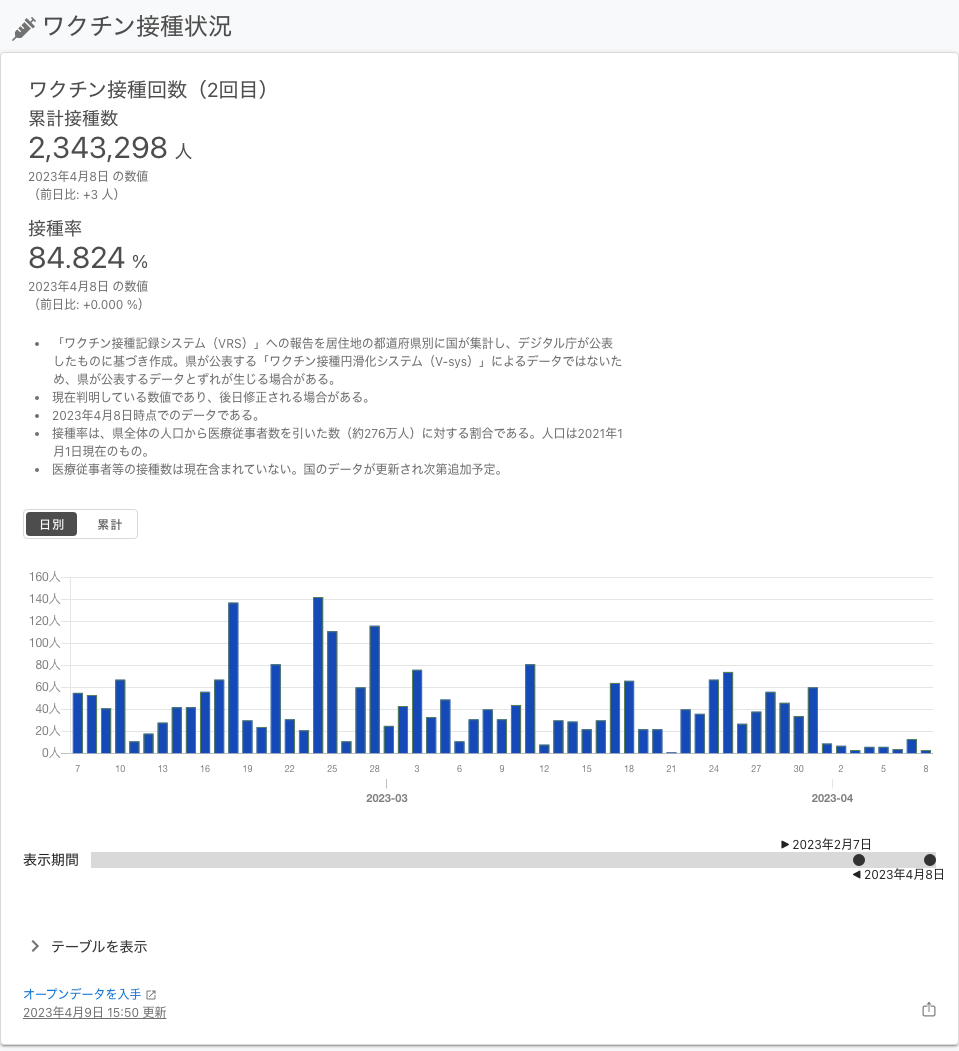 ワクチン接種状況
ワクチン接種回数（2回目）
累計接種数
2,343,298 人
2023年4月8日 の数値
（前日比: +3 人）
接種率
84.824 %
2023年4月8日 の数値
（前日比: +0.000 %）
• 「ワクチン接種記録システム（VRS）」への報告を居住地の都道府県別に国が集計し、デジタル庁が公表
したものに基づき作成。県が公表する「ワクチン接種円滑化システム（V-sys）」によるデータではないた
め、県が公表するデータとずれが生じる場合がある。
• 現在判明している数値であり、後日修正される場合がある。
• 2023年4月8日時点でのデータである。
• 接種率は、県全体の人口から医療従事者数を引いた数（約276万人）に対する割合である。人口は2021年1
月1日現在のもの。
• 医療従事者等の接種数は現在含まれていない。国のデータが更新され次第追加予定。
日別 累計
160人
140人
120人
100人
80人
60人
40人
20人
0人
7 10 13 16 19 22 25 28 3 6 9 12 15 18 21 24 27 30 2 5 8
2023-03 2023-04
▶ 2023年2月7日
表示期間
◀ 2023年4月8日
テーブルを表示
オープンデータを入手
2023年4月9日 15:50 更新